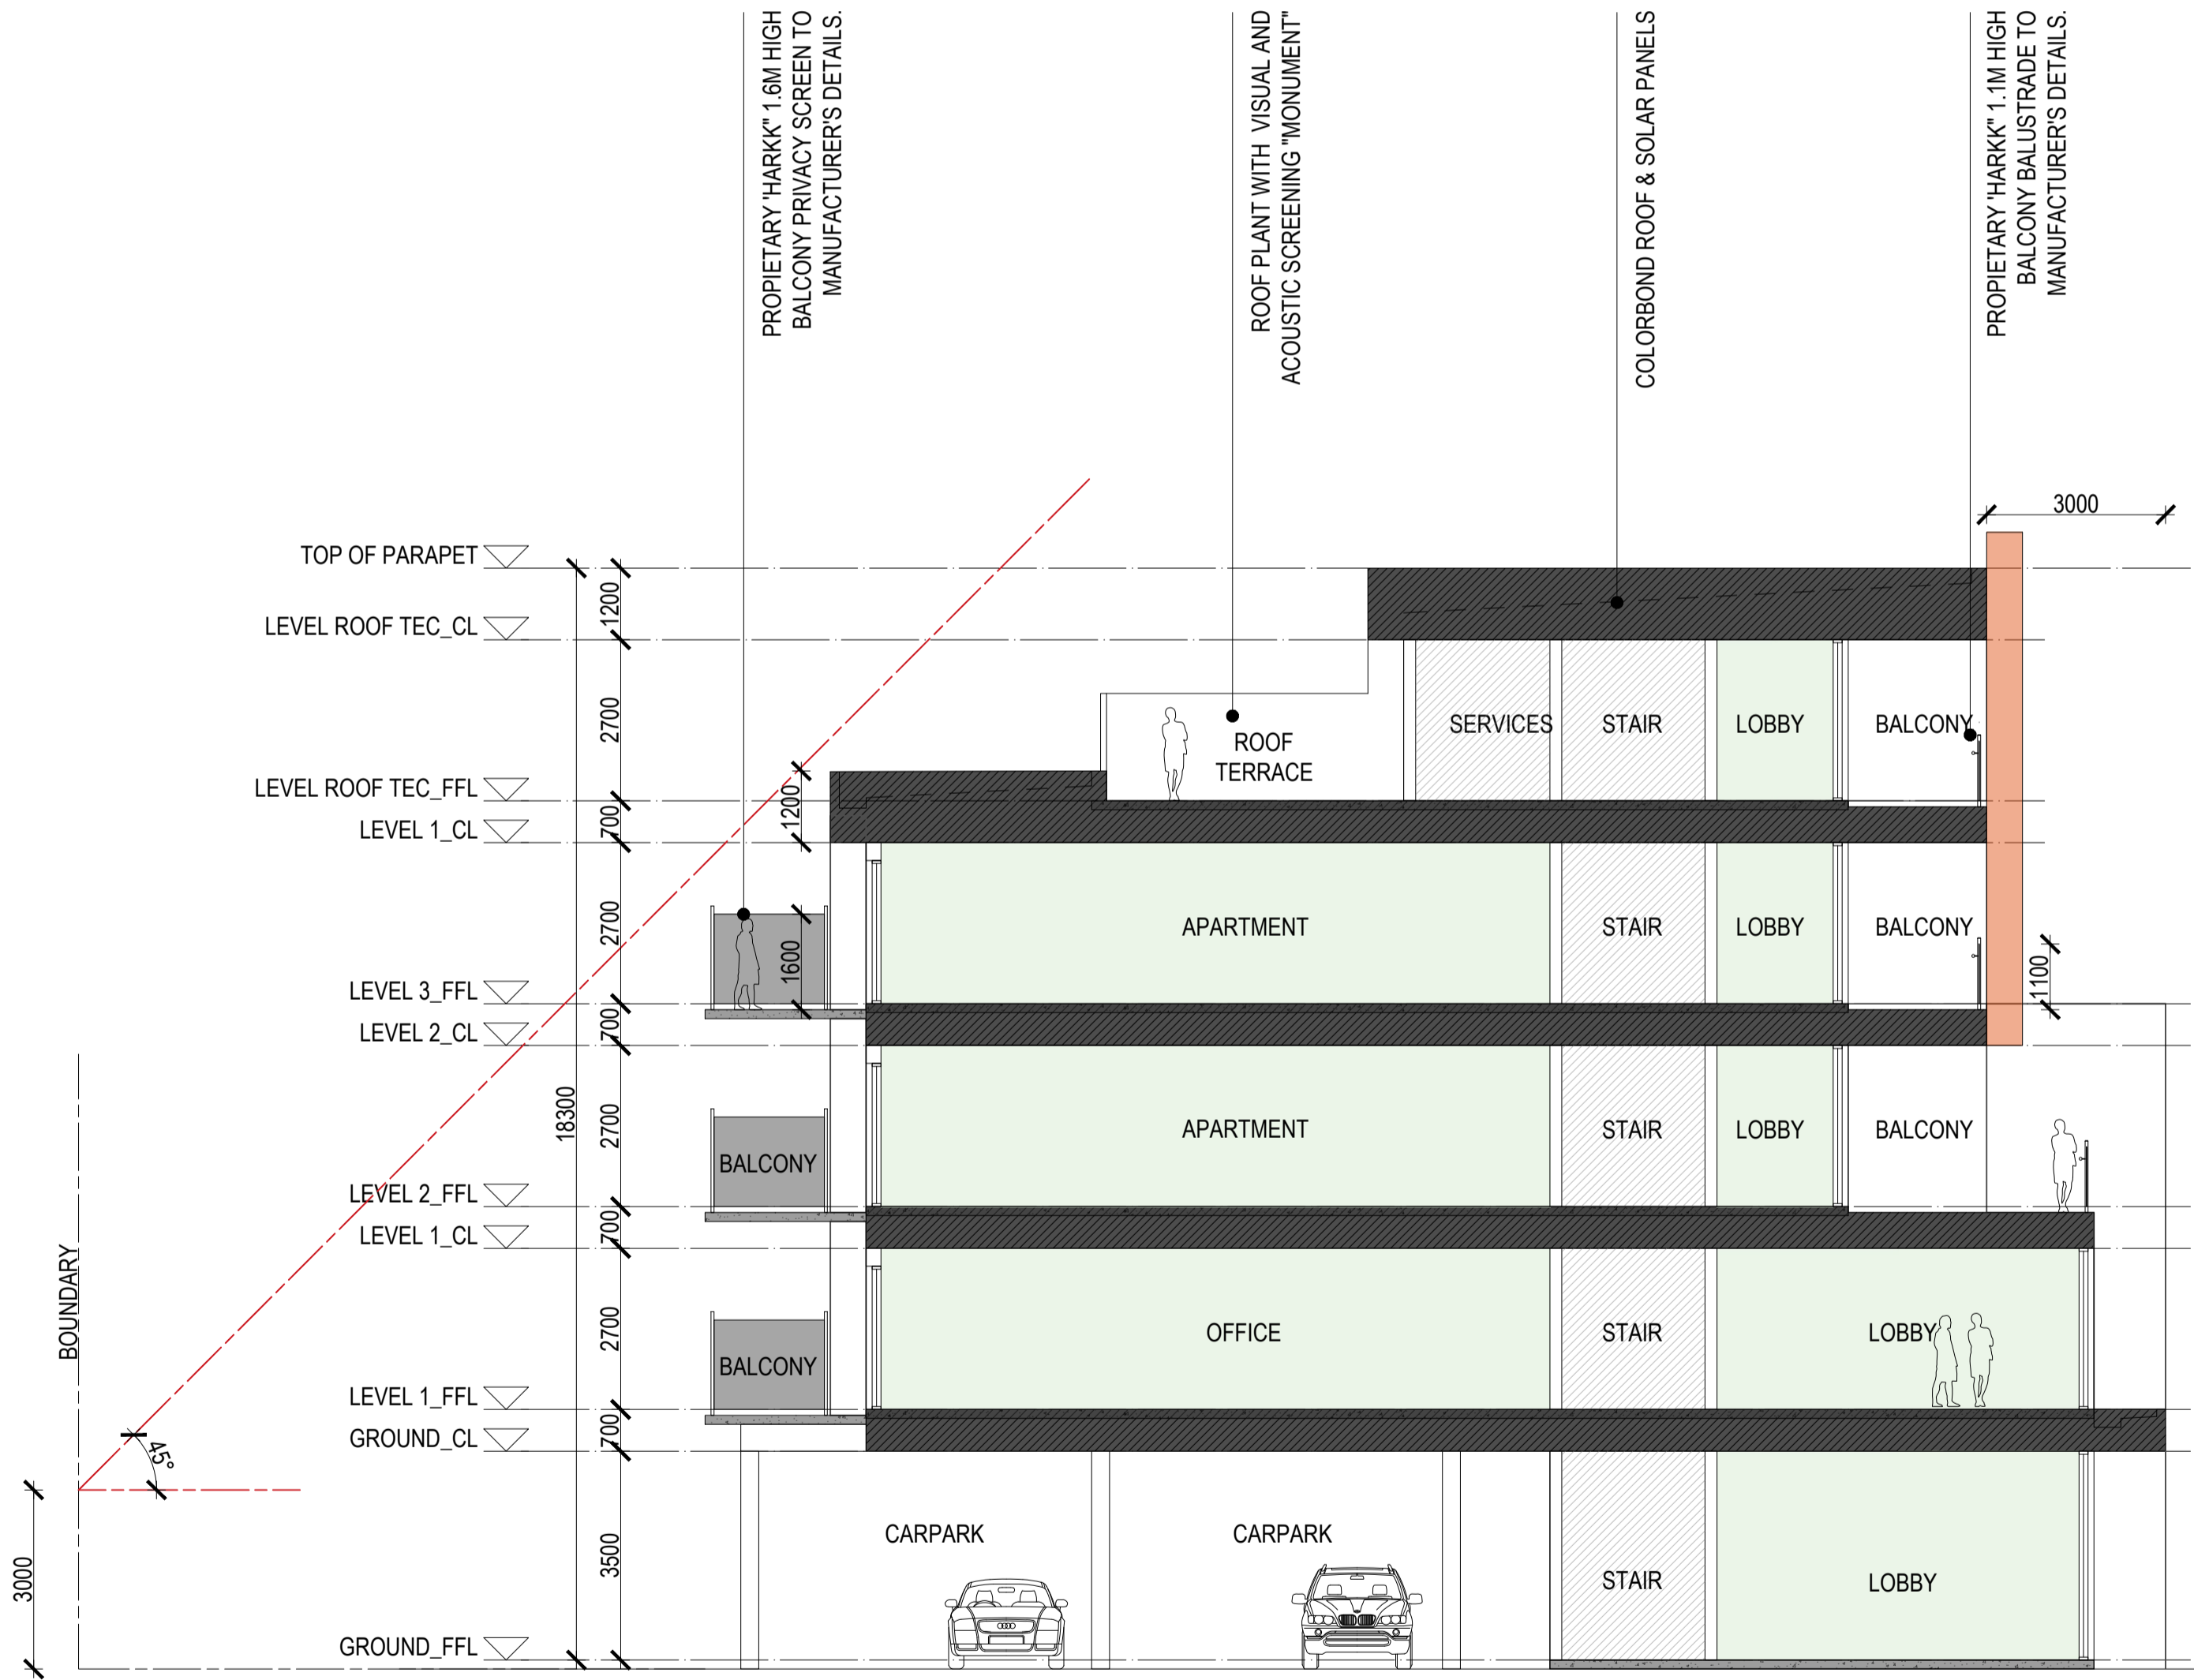 PROPIETARY 'HARKK" 1.6M HIGH
BALCONY PRIVACY SCREEN TO
MANUFACTURER'S DETAILS.
ROOF PLANT WITH VISUAL AND
ACOUSTIC SCREENING "MONUMENT"
COLORBOND ROOF & SOLAR PANELS
PROPIETARY 'HARKK" 1.1M HIGH
BALCONY BALUSTRADE TO
MANUFACTURER'S DETAILS.
3000
TOP OF PARAPET
1200
LEVEL ROOF TEC_CL
2700
SERVICES
STAIR
LOBBY
BALCONY
ROOF
TERRACE
LEVEL ROOF TEC_FFL
1200
700
LEVEL 1_CL
2700
APARTMENT
STAIR
LOBBY
BALCONY
1600
1100
LEVEL 3_FFL
700
LEVEL 2_CL
18300
2700
APARTMENT
STAIR
LOBBY
BALCONY
BALCONY
LEVEL 2_FFL
700
LEVEL 1_CL
BOUNDARY
2700
OFFICE
STAIR
LOBBY
BALCONY
LEVEL 1_FFL
700
GROUND_CL
45°
3000
3500
CARPARK
CARPARK
STAIR
LOBBY
GROUND_FFL